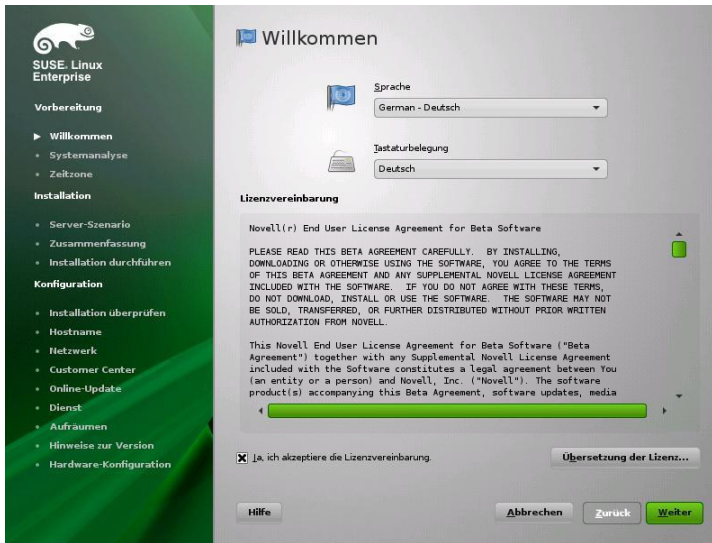 SUSE. Linux
Enterprise
Vorbereitung
Willkommen
Systemanalyse
Zeitzone
Installation
Server-Szenario
Zusammenfassung
Installation durchführen
Konfiguration
Installation überprüfen
Hostname
Netzwerk
Customer Center
Online-Update
Dienst
Aufräumen
Hinweise zur Version
Hardware-Konfiguration
Willkommen
Sprache
German - Deutsch
Tastaturbelegung
Deutsch
Lizenzvereinbarung
Novell(r) End User License Agreement for Beta Software
PLEASE READ THIS BETA AGREEMENT CAREFULLY. BY INSTALLING,
DOWNLOADING OR OTHERWISE USING THE SOFTWARE, YOU AGREE TO THE TERMS
OF THIS BETA AGREEMENT AND ANY SUPPLEMENTAL NOVELL LICENSE AGREEMENT
INCLUDED WITH THE SOFTWARE. IF YOU DO NOT AGREE WITH THESE TERMS,
DO NOT DOWNLOAD, INSTALL OR USE THE SOFTWARE. THE SOFTWARE MAY NOT
BE SOLD, TRANSFERRED, OR FURTHER DISTRIBUTED WITHOUT PRIOR WRITTEN
AUTHORIZATION FROM NOVELL.
This Novell End User License Agreement for Beta Software ("Beta
Agreement") together with any Supplemental Novell License Agreement
included with the Software constitutes a legal agreement between You
(an entity or a person) and Novell, Inc. ("Novell"). The software
product(s) accompanying this Beta Agreement, software updates, media
Ja, ich akzeptiere die Lizenzvereinbarung.
Übersetzung der Lizenz...
Hilfe
Abbrechen
Zurück
Weiter